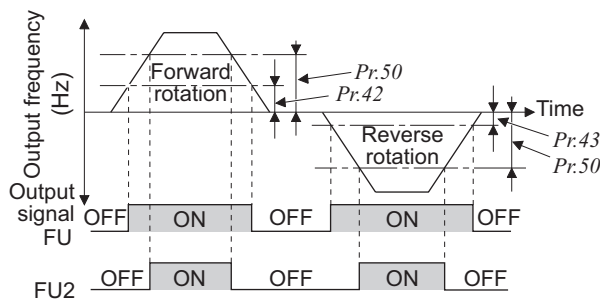 Output frequency
(Hz)
Forward
rotation
Pr.50
Pr.42
Time
Reverse
rotation
Pr.43
Pr.50
Output
signal
FU
OFF
ON
OFF
ON
OFF
FU2
OFF
ON
OFF
ON
OFF